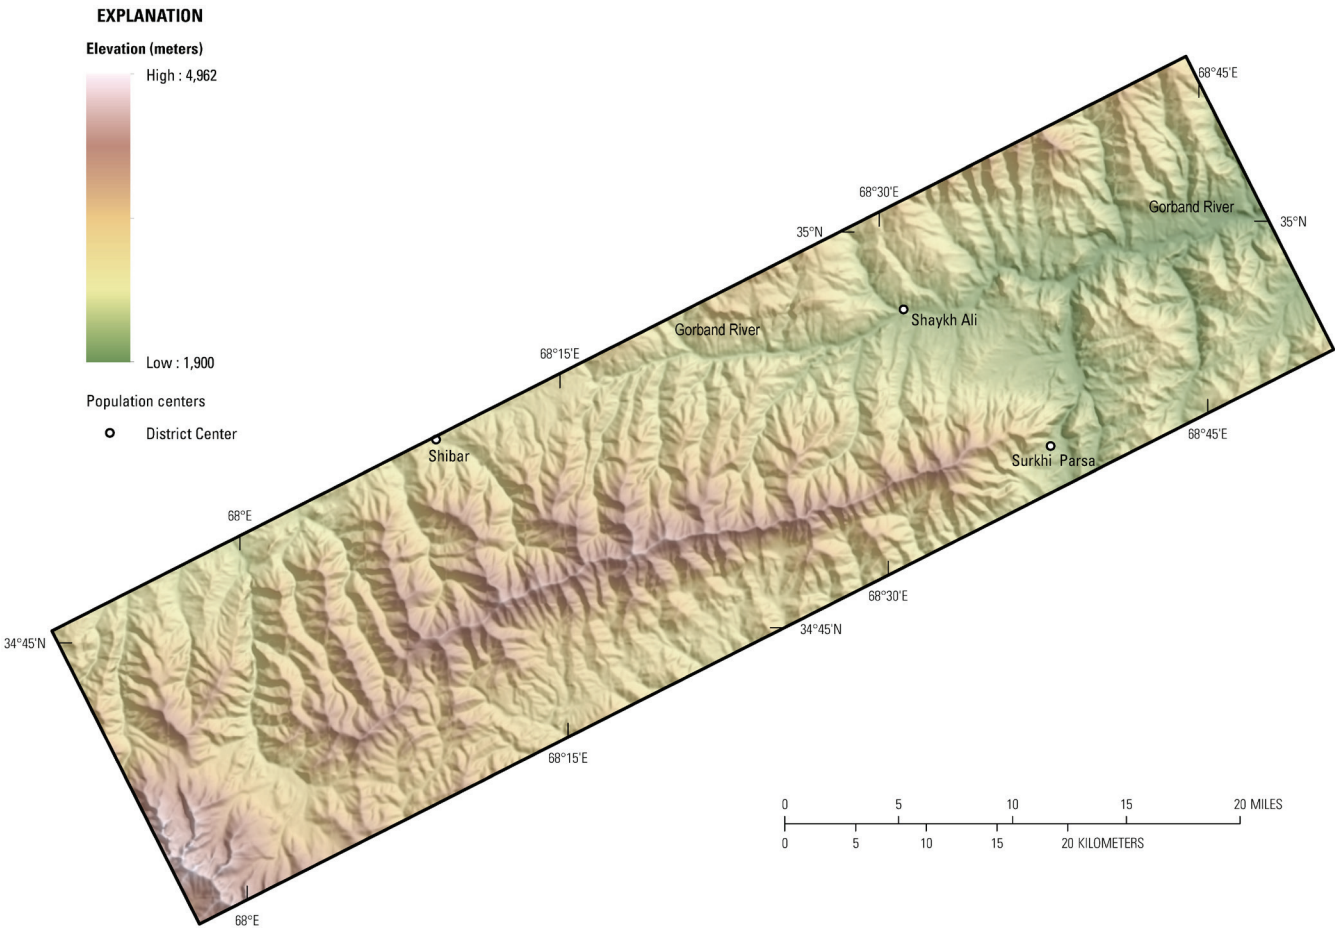 EXPLANATION
Elevation (meters)
High : 4,962
Low : 1,900
Population centers
District Center
68°45'E
68°30'E
Gorband River
35°N
35°N
Shaykh Ali
Gorband River
68°15'E
68°45'E
Shibar
Surkhi Parsa
68°E
68°30'E
34°45'N
34°45'N
68°15'E
0 5 10 15 20 MILES
0 5 10 15 20 KILOMETERS
68°E